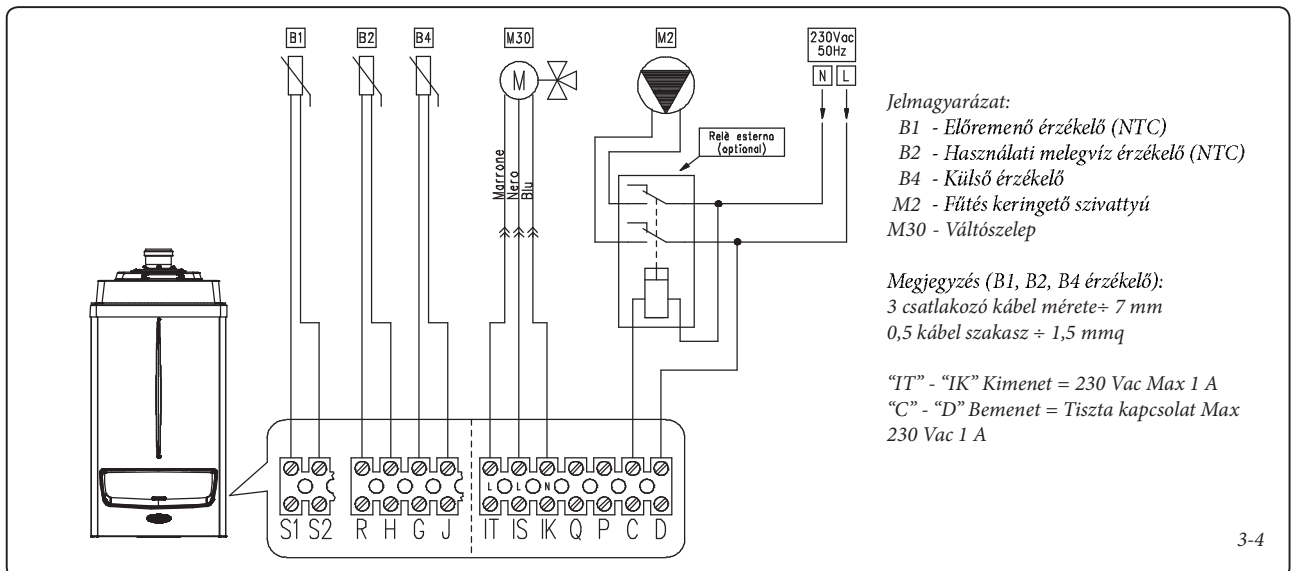 B1 B2 B4 M30 M2 230Vac
50Hz
N L
M
Relè esterno
(optional)
Marrone
Nero
Blu
Jelmagyarázat:
B1 - Előremenő érzékelő (NTC)
B2 - Használati melegvíz érzékelő (NTC)
B4 - Külső érzékelő
M2 - Fűtés keringető szivattyú
M30 - Váltószelep
Megjegyzés (B1, B2, B4 érzékelő):
3 csatlakozó kábel mérete÷ 7 mm
0,5 kábel szakasz ÷ 1,5 mmq
“IT” - “IK” Kimenet = 230 Vac Max 1 A
“C” - “D” Bemenet = Tiszta kapcsolat Max
230 Vac 1 A
L L N
S1 S2 R H G J IT IS IK Q P C D
3-4